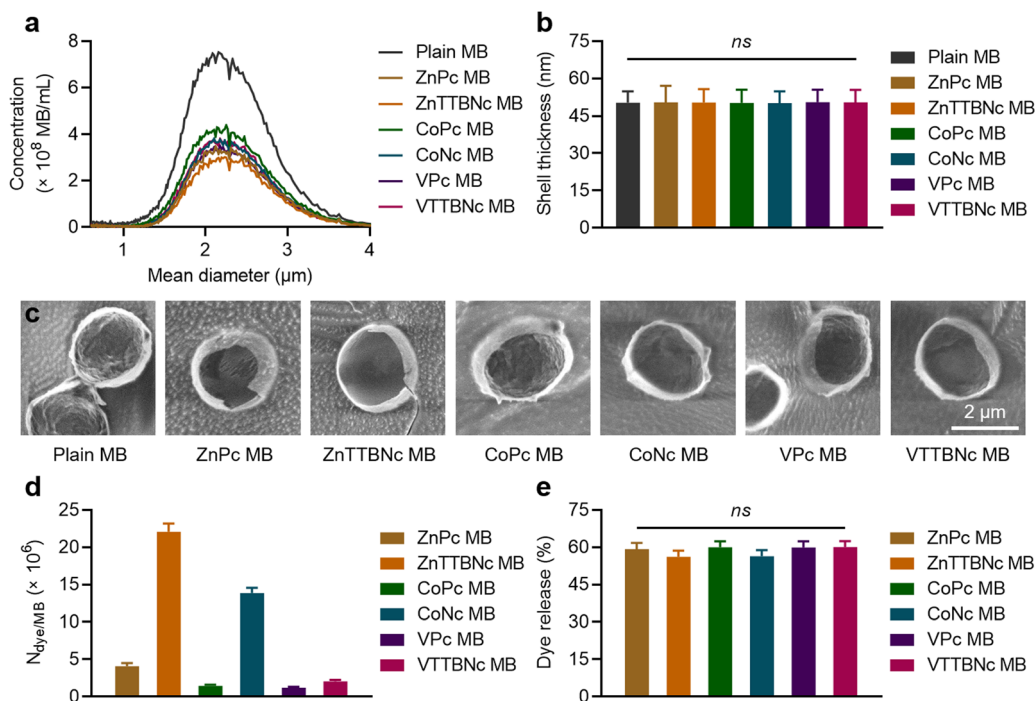 a
Concentration
(× 10⁸ MB/mL)
8
6
4
2
0
1
2
3
4
Mean diameter (µm)
Plain MB
ZnPc MB
ZnTTBNc MB
CoPc MB
CoNc MB
VPc MB
VTTBNc MB
b
Shell thickness (nm)
75
60
45
30
15
0
ns
Plain MB
ZnPc MB
ZnTTBNc MB
CoPc MB
CoNc MB
VPc MB
VTTBNc MB
c
2 µm
Plain MB
ZnPc MB
ZnTTBNc MB
CoPc MB
CoNc MB
VPc MB
VTTBNc MB
d
N dye/MB (× 10⁶)
25
20
15
10
5
0
ZnPc MB
ZnTTBNc MB
CoPc MB
CoNc MB
VPc MB
VTTBNc MB
e
Dye release (%)
75
60
45
30
15
0
ns
ZnPc MB
ZnTTBNc MB
CoPc MB
CoNc MB
VPc MB
VTTBNc MB